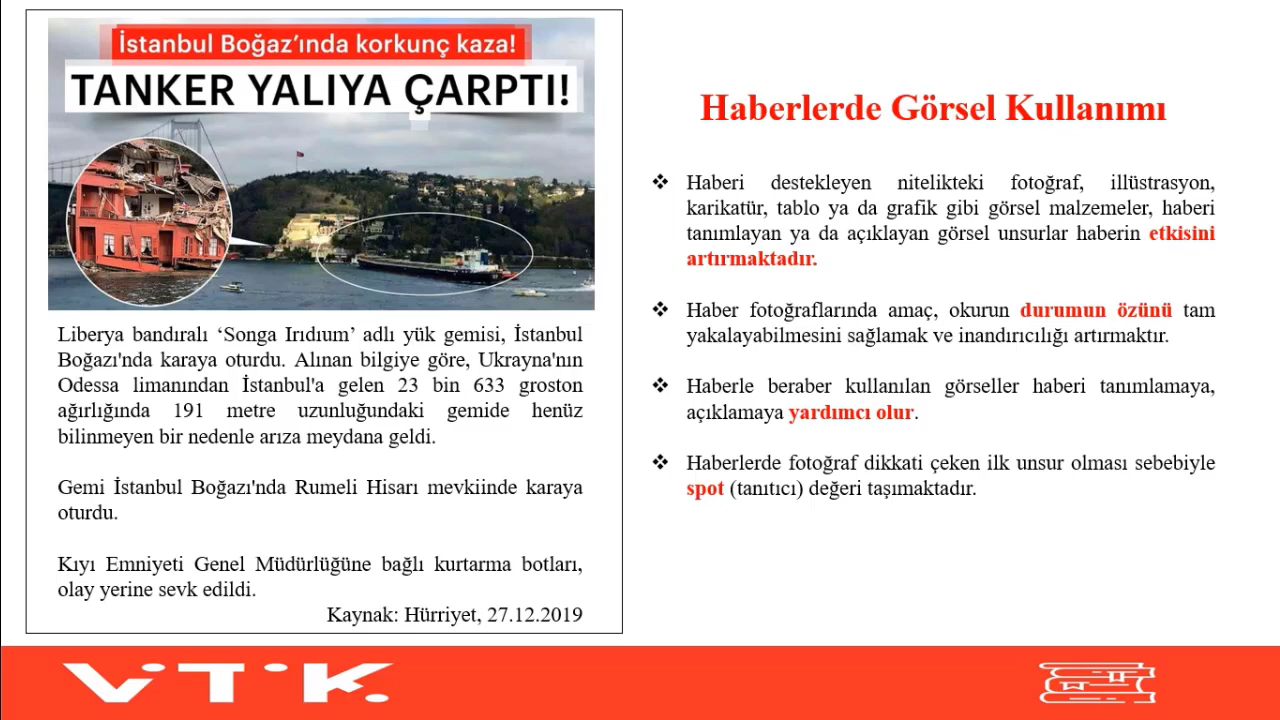 İstanbul Boğaz’ında korkunç kaza!
TANKER YALIYA ÇARPTI!
Liberya bandıralı ‘Songa Irıdıum’ adlı yük gemisi, İstanbul
Boğazı'nda karaya oturdu. Alınan bilgiye göre, Ukrayna'nın
Odessa limanından İstanbul'a gelen 23 bin 633 groston
ağırlığında 191 metre uzunluğundaki gemide henüz
bilinmeyen bir nedenle arıza meydana geldi.
Gemi İstanbul Boğazı'nda Rumeli Hisarı mevkiinde karaya
oturdu.
Kıyı Emniyeti Genel Müdürlüğüne bağlı kurtarma botları,
olay yerine sevk edildi.
Kaynak: Hürriyet, 27.12.2019
Haberlerde Görsel Kullanımı
❖ Haberi destekleyen nitelikteki fotoğraf, illüstrasyon,
karikatür, tablo ya da grafik gibi görsel malzemeler, haberi
tanımlayan ya da açıklayan görsel unsurlar haberin etkisini
artırmaktadır.
❖ Haber fotoğraflarında amaç, okurun durumun özünü tam
yakalayabilmesini sağlamak ve inandırıcılığı artırmaktır.
❖ Haberle beraber kullanılan görseller haberi tanımlamaya,
açıklamaya yardımcı olur.
❖ Haberlerde fotoğraf dikkati çeken ilk unsur olması sebebiyle
spot (tanıtıcı) değeri taşımaktadır.
VİTİK